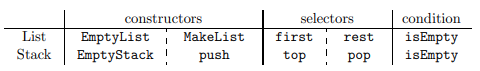 constructors selectors condition
List EmptyList MakeList first rest isEmpty
Stack EmptyStack push top pop isEmpty